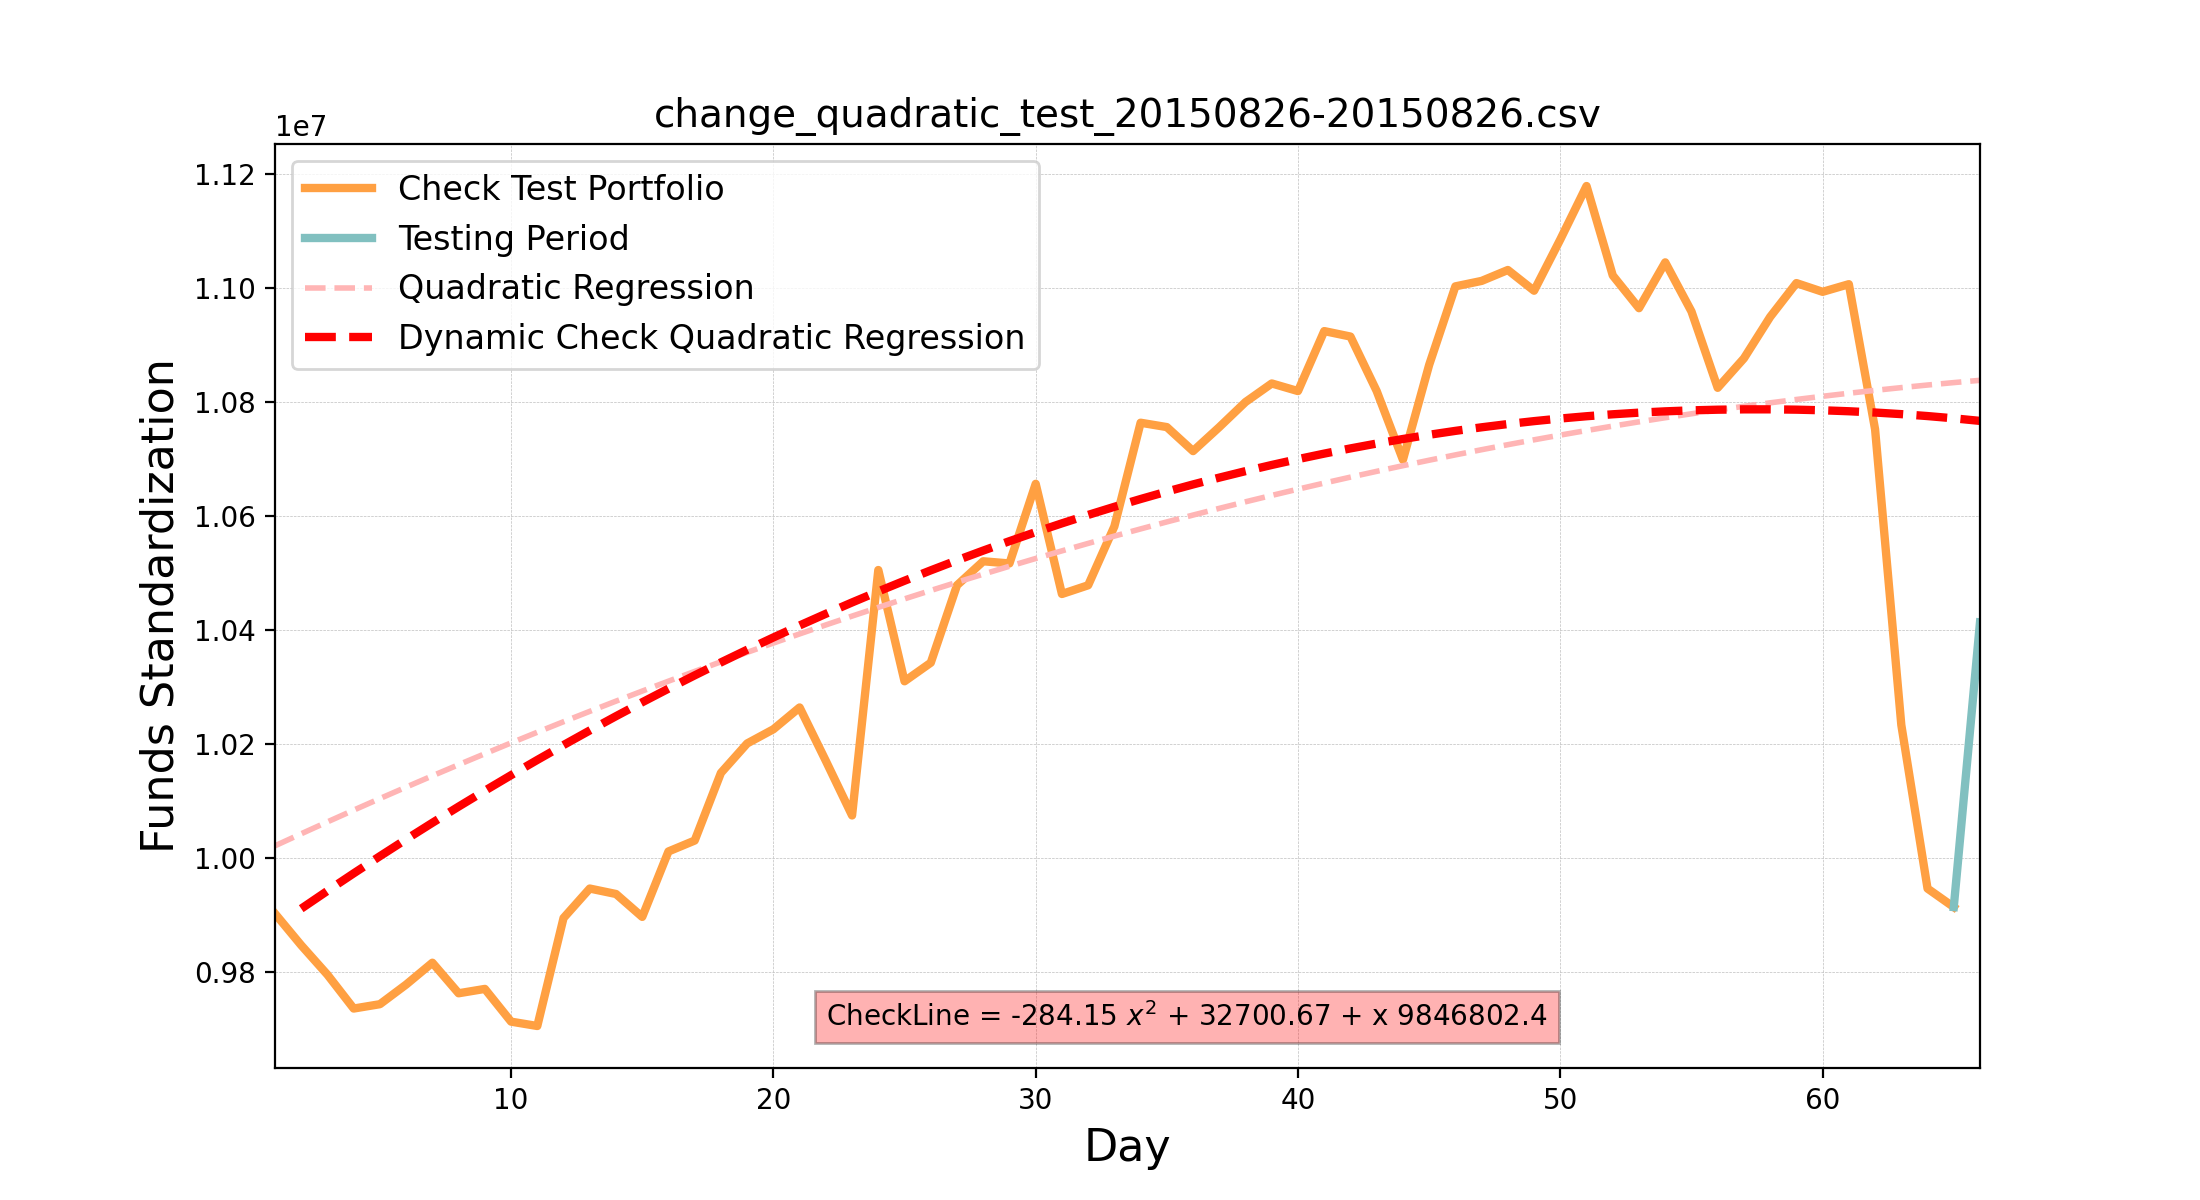 change_quadratic_test_20150826-20150826.csv
1e7
Check Test Portfolio
Testing Period
Quadratic Regression
Dynamic Check Quadratic Regression
1.12
1.10
1.08
1.06
1.04
1.02
1.00
0.98
Funds Standardization
CheckLine = -284.15 x² + 32700.67 + x 9846802.4
10 20 30 40 50 60
Day